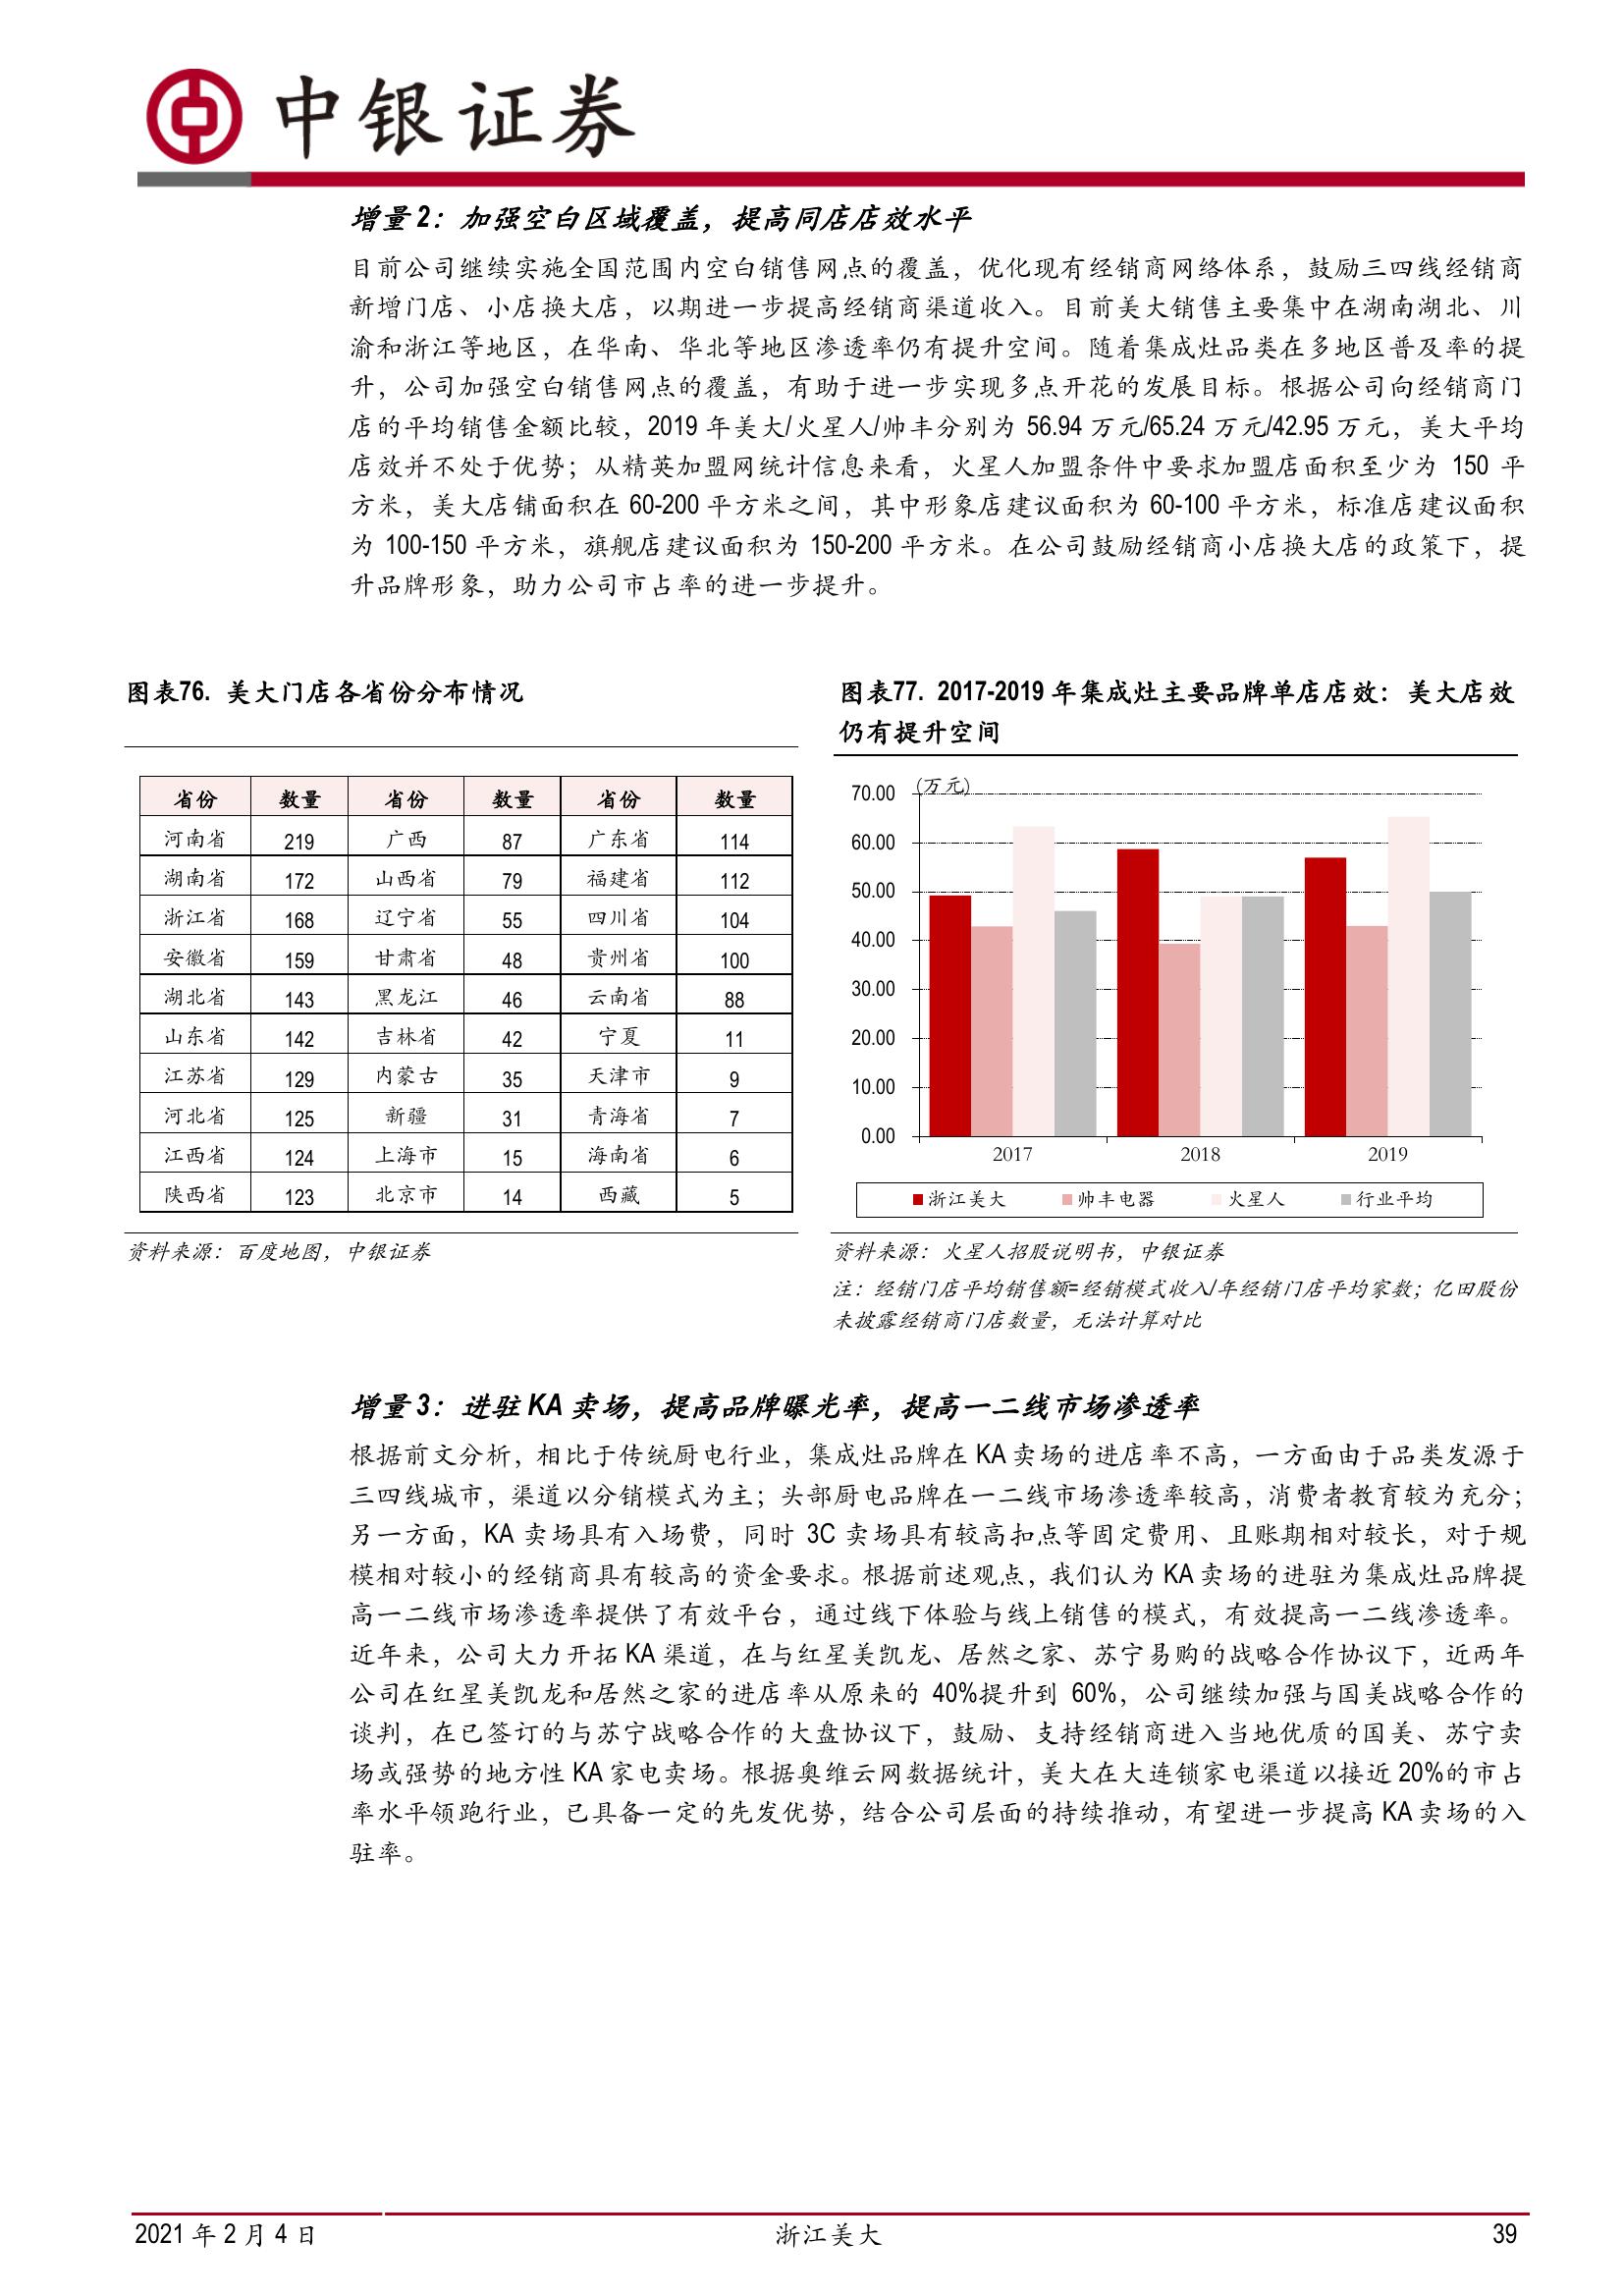 中银证券
增量2：加强空白区域覆盖，提高同店店效水平
目前公司继续实施全国范围内空白销售网点的覆盖，优化现有经销商网络体系，鼓励三四线经销商
新增门店、小店换大店，以期进一步提高经销商渠道收入。目前美大销售主要集中在湖南湖北、川
渝和浙江等地区，在华南、华北等地区渗透率仍有提升空间。随着集成灶品类在多地区普及率的提
升，公司加强空白销售网点的覆盖，有助于进一步实现多点开花的发展目标。根据公司向经销商门
店的平均销售金额比较，2019 年美大/火星人/帅丰分别为 56.94 万元/65.24 万元/42.95 万元，美大平均
店效并不处于优势；从精英加盟网统计信息来看，火星人加盟条件中要求加盟店面积至少为 150 平
方米，美大店铺面积在 60-200 平方米之间，其中形象店建议面积为 60-100 平方米，标准店建议面积
为 100-150 平方米，旗舰店建议面积为 150-200 平方米。在公司鼓励经销商小店换大店的政策下，提
升品牌形象，助力公司市占率的进一步提升。
图表76. 美大门店各省份分布情况
省份 数量 省份 数量 省份 数量
河南省 219 广西 87 广东省 114
湖南省 172 山西省 79 福建省 112
浙江省 168 辽宁省 55 四川省 104
安徽省 159 甘肃省 48 贵州省 100
湖北省 143 黑龙江 46 云南省 88
山东省 142 吉林省 42 宁夏 11
江苏省 129 内蒙古 35 天津市 9
河北省 125 新疆 31 青海省 7
江西省 124 上海市 15 海南省 6
陕西省 123 北京市 14 西藏 5
资料来源：百度地图，中银证券
图表77. 2017-2019 年集成灶主要品牌单店店效：美大店效
仍有提升空间
(万元)
70.00
60.00
50.00
40.00
30.00
20.00
10.00
0.00
2017 2018 2019
浙江美大 帅丰电器 火星人 行业平均
资料来源：火星人招股说明书，中银证券
注：经销门店平均销售额=经销模式收入/年经销门店平均家数；亿田股份
未披露经销商门店数量，无法计算对比
增量3：进驻 KA 卖场，提高品牌曝光率，提高一二线市场渗透率
根据前文分析，相比于传统厨电行业，集成灶品牌在 KA 卖场的进店率不高，一方面由于品类发源于
三四线城市，渠道以分销模式为主；头部厨电品牌在一二线市场渗透率较高，消费者教育较为充分；
另一方面，KA 卖场具有入场费，同时 3C 卖场具有较高扣点等固定费用、且账期相对较长，对于规
模相对较小的经销商具有较高的资金要求。根据前述观点，我们认为 KA 卖场的进驻为集成灶品牌提
高一二线市场渗透率提供了有效平台，通过线下体验与线上销售的模式，有效提高一二线渗透率。
近年来，公司大力开拓 KA 渠道，在与红星美凯龙、居然之家、苏宁易购的战略合作协议下，近两年
公司在红星美凯龙和居然之家的进店率从原来的 40%提升到 60%，公司继续加强与国美战略合作的
谈判，在已签订的与苏宁战略合作的大盘协议下，鼓励、支持经销商进入当地优质的国美、苏宁卖
场或强势的地方性 KA 家电卖场。根据奥维云网数据统计，美大在大连锁家电渠道以接近 20%的市占
率水平领跑行业，已具备一定的先发优势，结合公司层面的持续推动，有望进一步提高 KA 卖场的入
驻率。
2021 年 2 月 4 日 浙江美大 39